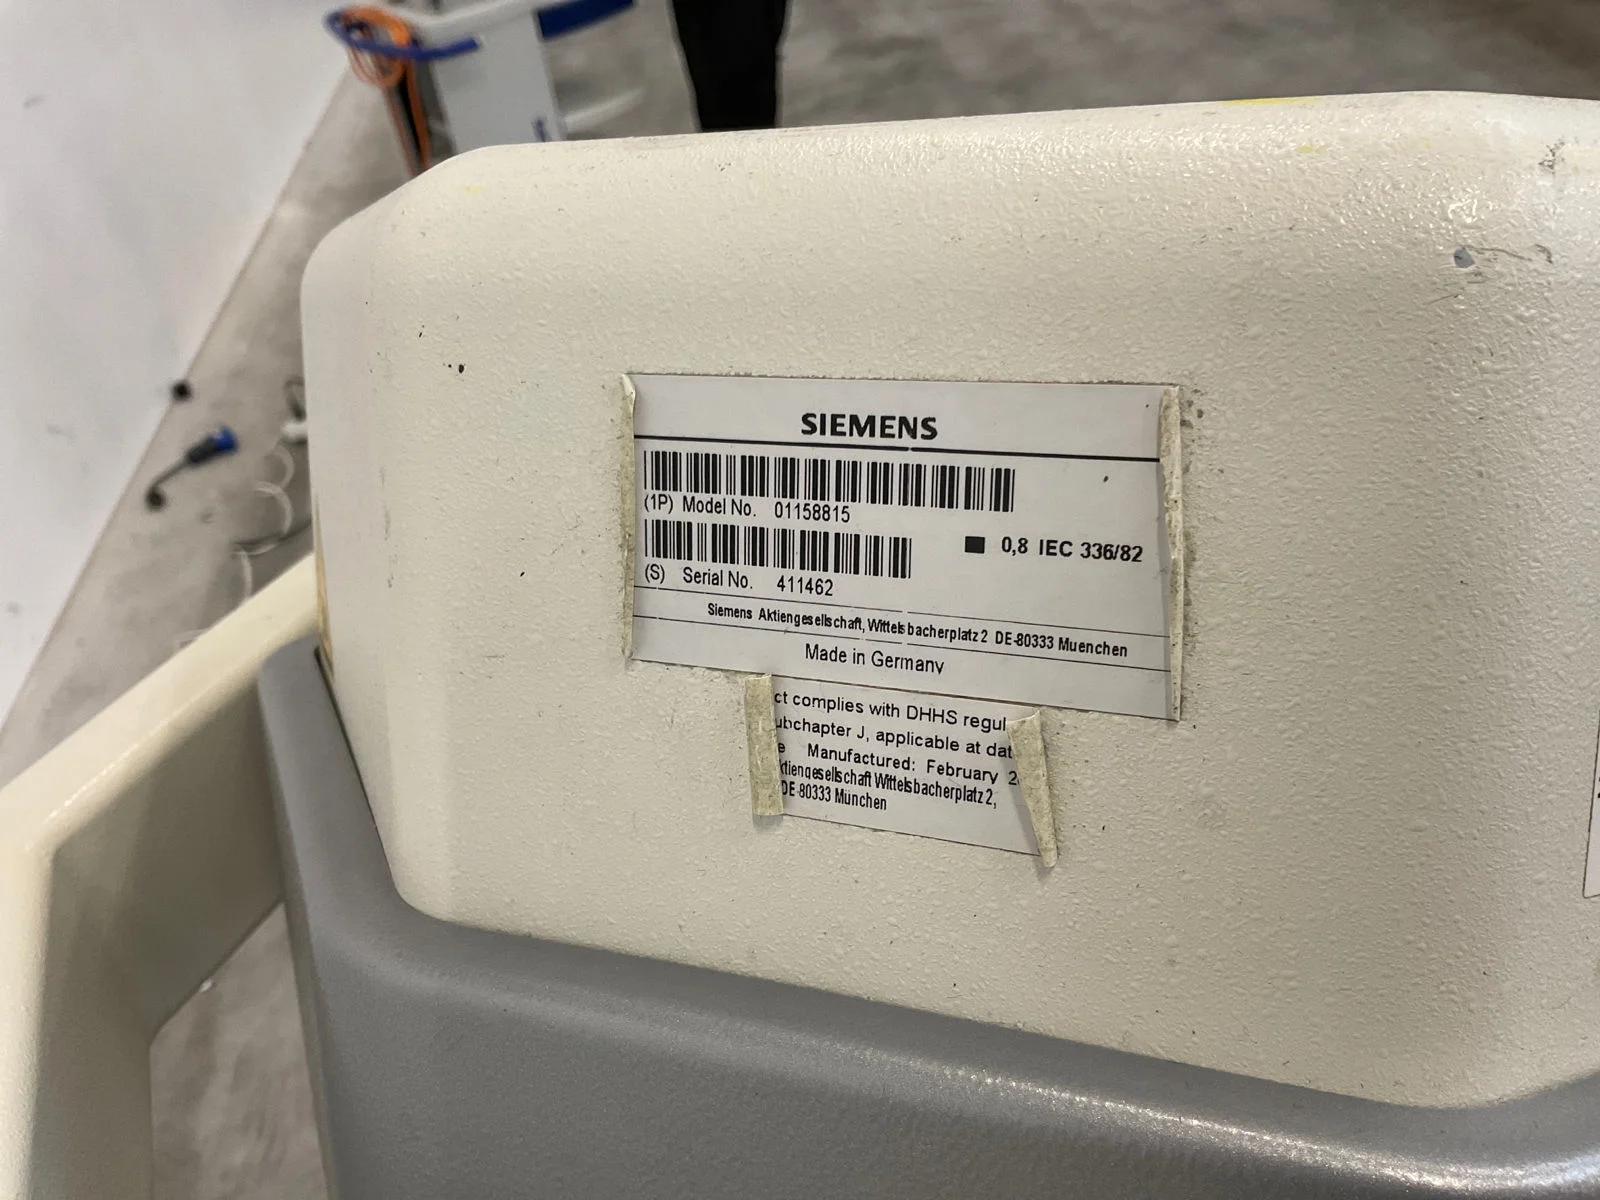 SIEMENS
(1P) Model No. 01158815
0,8 IEC 336/82
(S) Serial No. 411462
Siemens Aktiengesellschaft, Wittelsbacherplatz 2 DE-80333 Muenchen
Made in Germany
ct complies with DHHS regul
ubchapter J, applicable at dat
e Manufactured: February 2
ktiengesellschaft Wittelsbacherplatz 2,
DE-80333 München